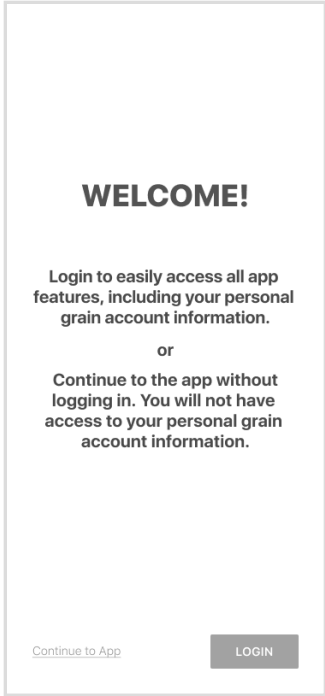 WELCOME!
Login to easily access all app
features, including your personal
grain account information.
or
Continue to the app without
logging in. You will not have
access to your personal grain
account information.
Continue to App
LOGIN